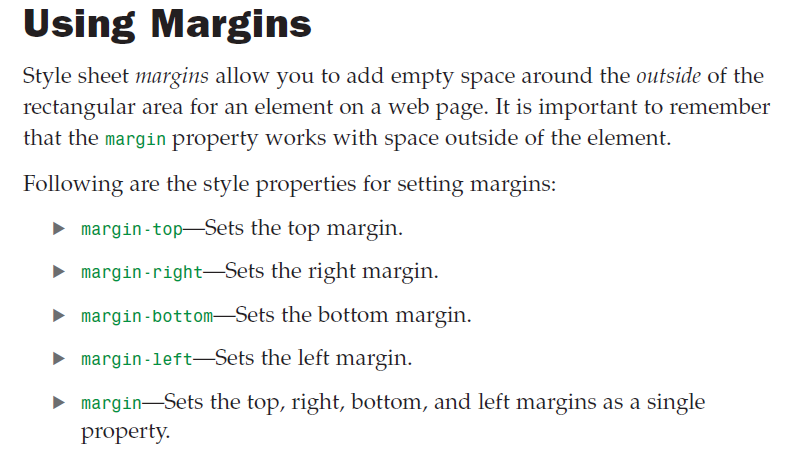 Using Margins
Style sheet margins allow you to add empty space around the outside of the
rectangular area for an element on a web page. It is important to remember
that the margin property works with space outside of the element.
Following are the style properties for setting margins:
▶ margin-top—Sets the top margin.
▶ margin-right—Sets the right margin.
▶ margin-bottom—Sets the bottom margin.
▶ margin-left—Sets the left margin.
▶ margin—Sets the top, right, bottom, and left margins as a single
property.